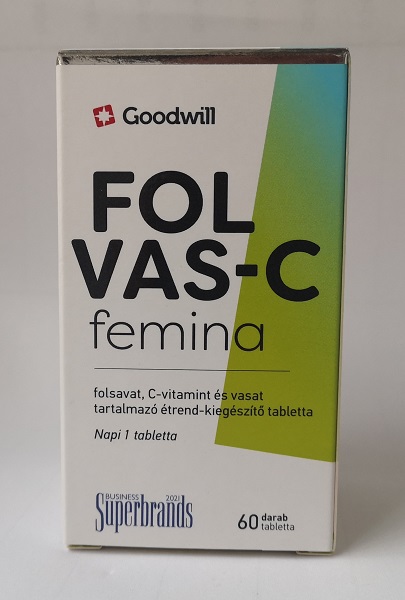 Goodwill
FOL
VAS-C
femina
folsavat, C-vitamint és vasat
tartalmazó étrend-kiegészítő tabletta
Napi 1 tabletta
BUSINESS 2021
Superbrands
60 darab
tabletta